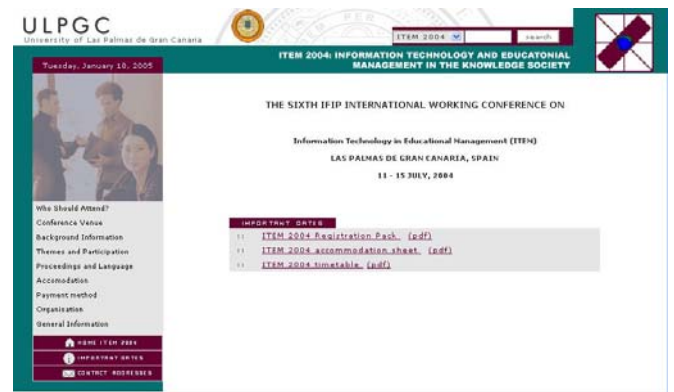 ULPGC
University of Las Palmas de Gran Canaria
ITEM 2004
search
ITEM 2004: INFORMATION TECHNOLOGY AND EDUCATONIAL
MANAGEMENT IN THE KNOWLEDGE SOCIETY
Tuesday, January 18, 2005
THE SIXTH IFIP INTERNATIONAL WORKING CONFERENCE ON
Information Technology in Educational Management (ITEM)
LAS PALMAS DE GRAN CANARIA, SPAIN
11 - 15 JULY, 2004
Who Should Attend?
Conference Venue
Background Information
Themes and Participation
Proceedings and Language
Accomodation
Payment method
Organisation
General Information
HOME ITEM 2004
IMPORTANT DATES
CONTACT ADDRESSES
IMPORTANT DATES
ITEM 2004 Registration Pack (pdf)
ITEM 2004 accommodation sheet (pdf)
ITEM 2004 timetable (pdf)